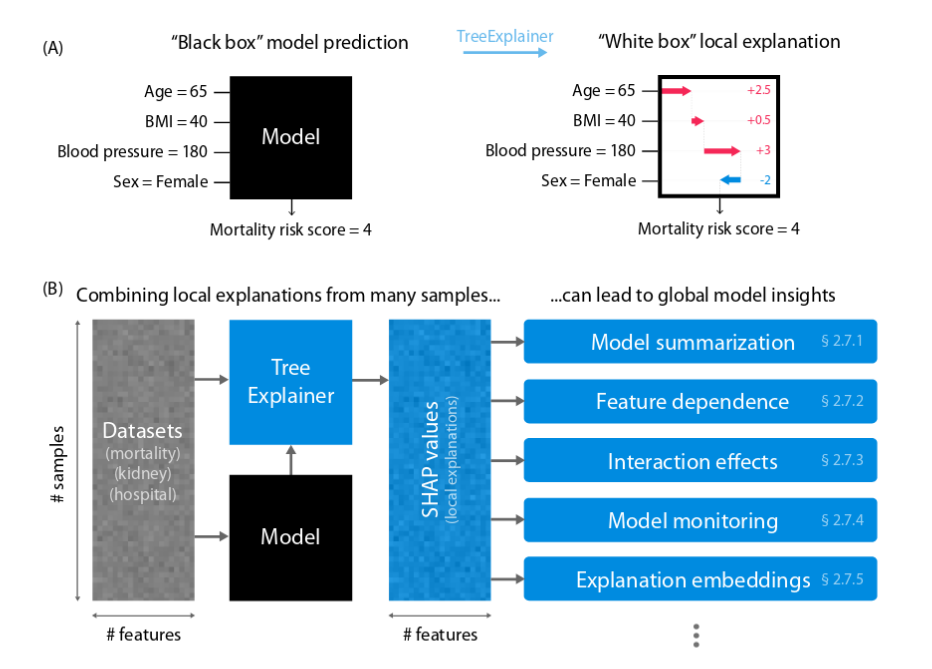 (A)
“Black box” model prediction
TreeExplainer
“White box” local explanation
Age = 65
BMI = 40
Blood pressure = 180
Sex = Female
Model
Mortality risk score = 4
Age = 65
BMI = 40
Blood pressure = 180
Sex = Female
+2.5
+0.5
+3
-2
Mortality risk score = 4
(B)
Combining local explanations from many samples...
...can lead to global model insights
# samples
Datasets
(mortality)
(kidney)
(hospital)
# features
Tree
Explainer
Model
SHAP values
(local explanations)
# features
Model summarization § 2.7.1
Feature dependence § 2.7.2
Interaction effects § 2.7.3
Model monitoring § 2.7.4
Explanation embeddings § 2.7.5